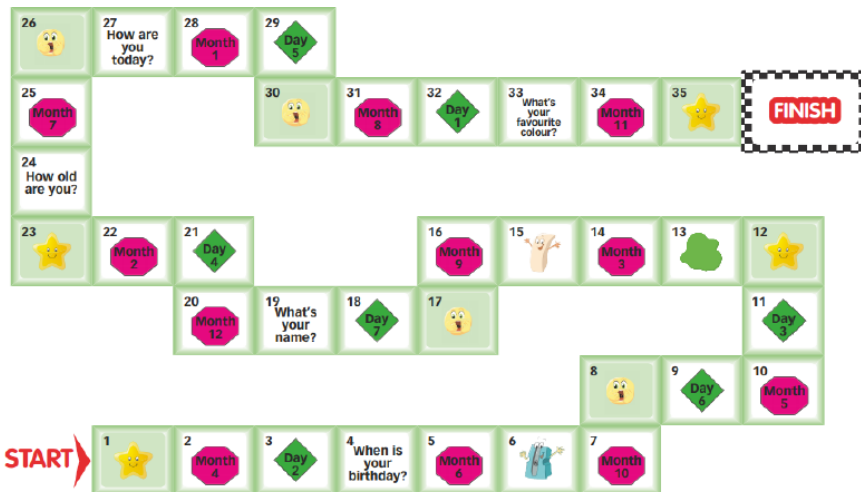 26
27
How are
you
today?
28
Month
1
29
Day
5
25
Month
7
30
31
Month
8
32
Day
1
33
What's
your
favourite
colour?
34
Month
11
35
FINISH
24
How old
are you?
23
22
Month
2
21
Day
4
16
Month
9
15
14
Month
3
13
12
20
Month
12
19
What's
your
name?
18
Day
7
17
11
Day
3
8
9
Day
6
10
Month
5
START
1
2
Month
4
3
Day
2
4
When is
your
birthday?
5
Month
6
6
7
Month
10